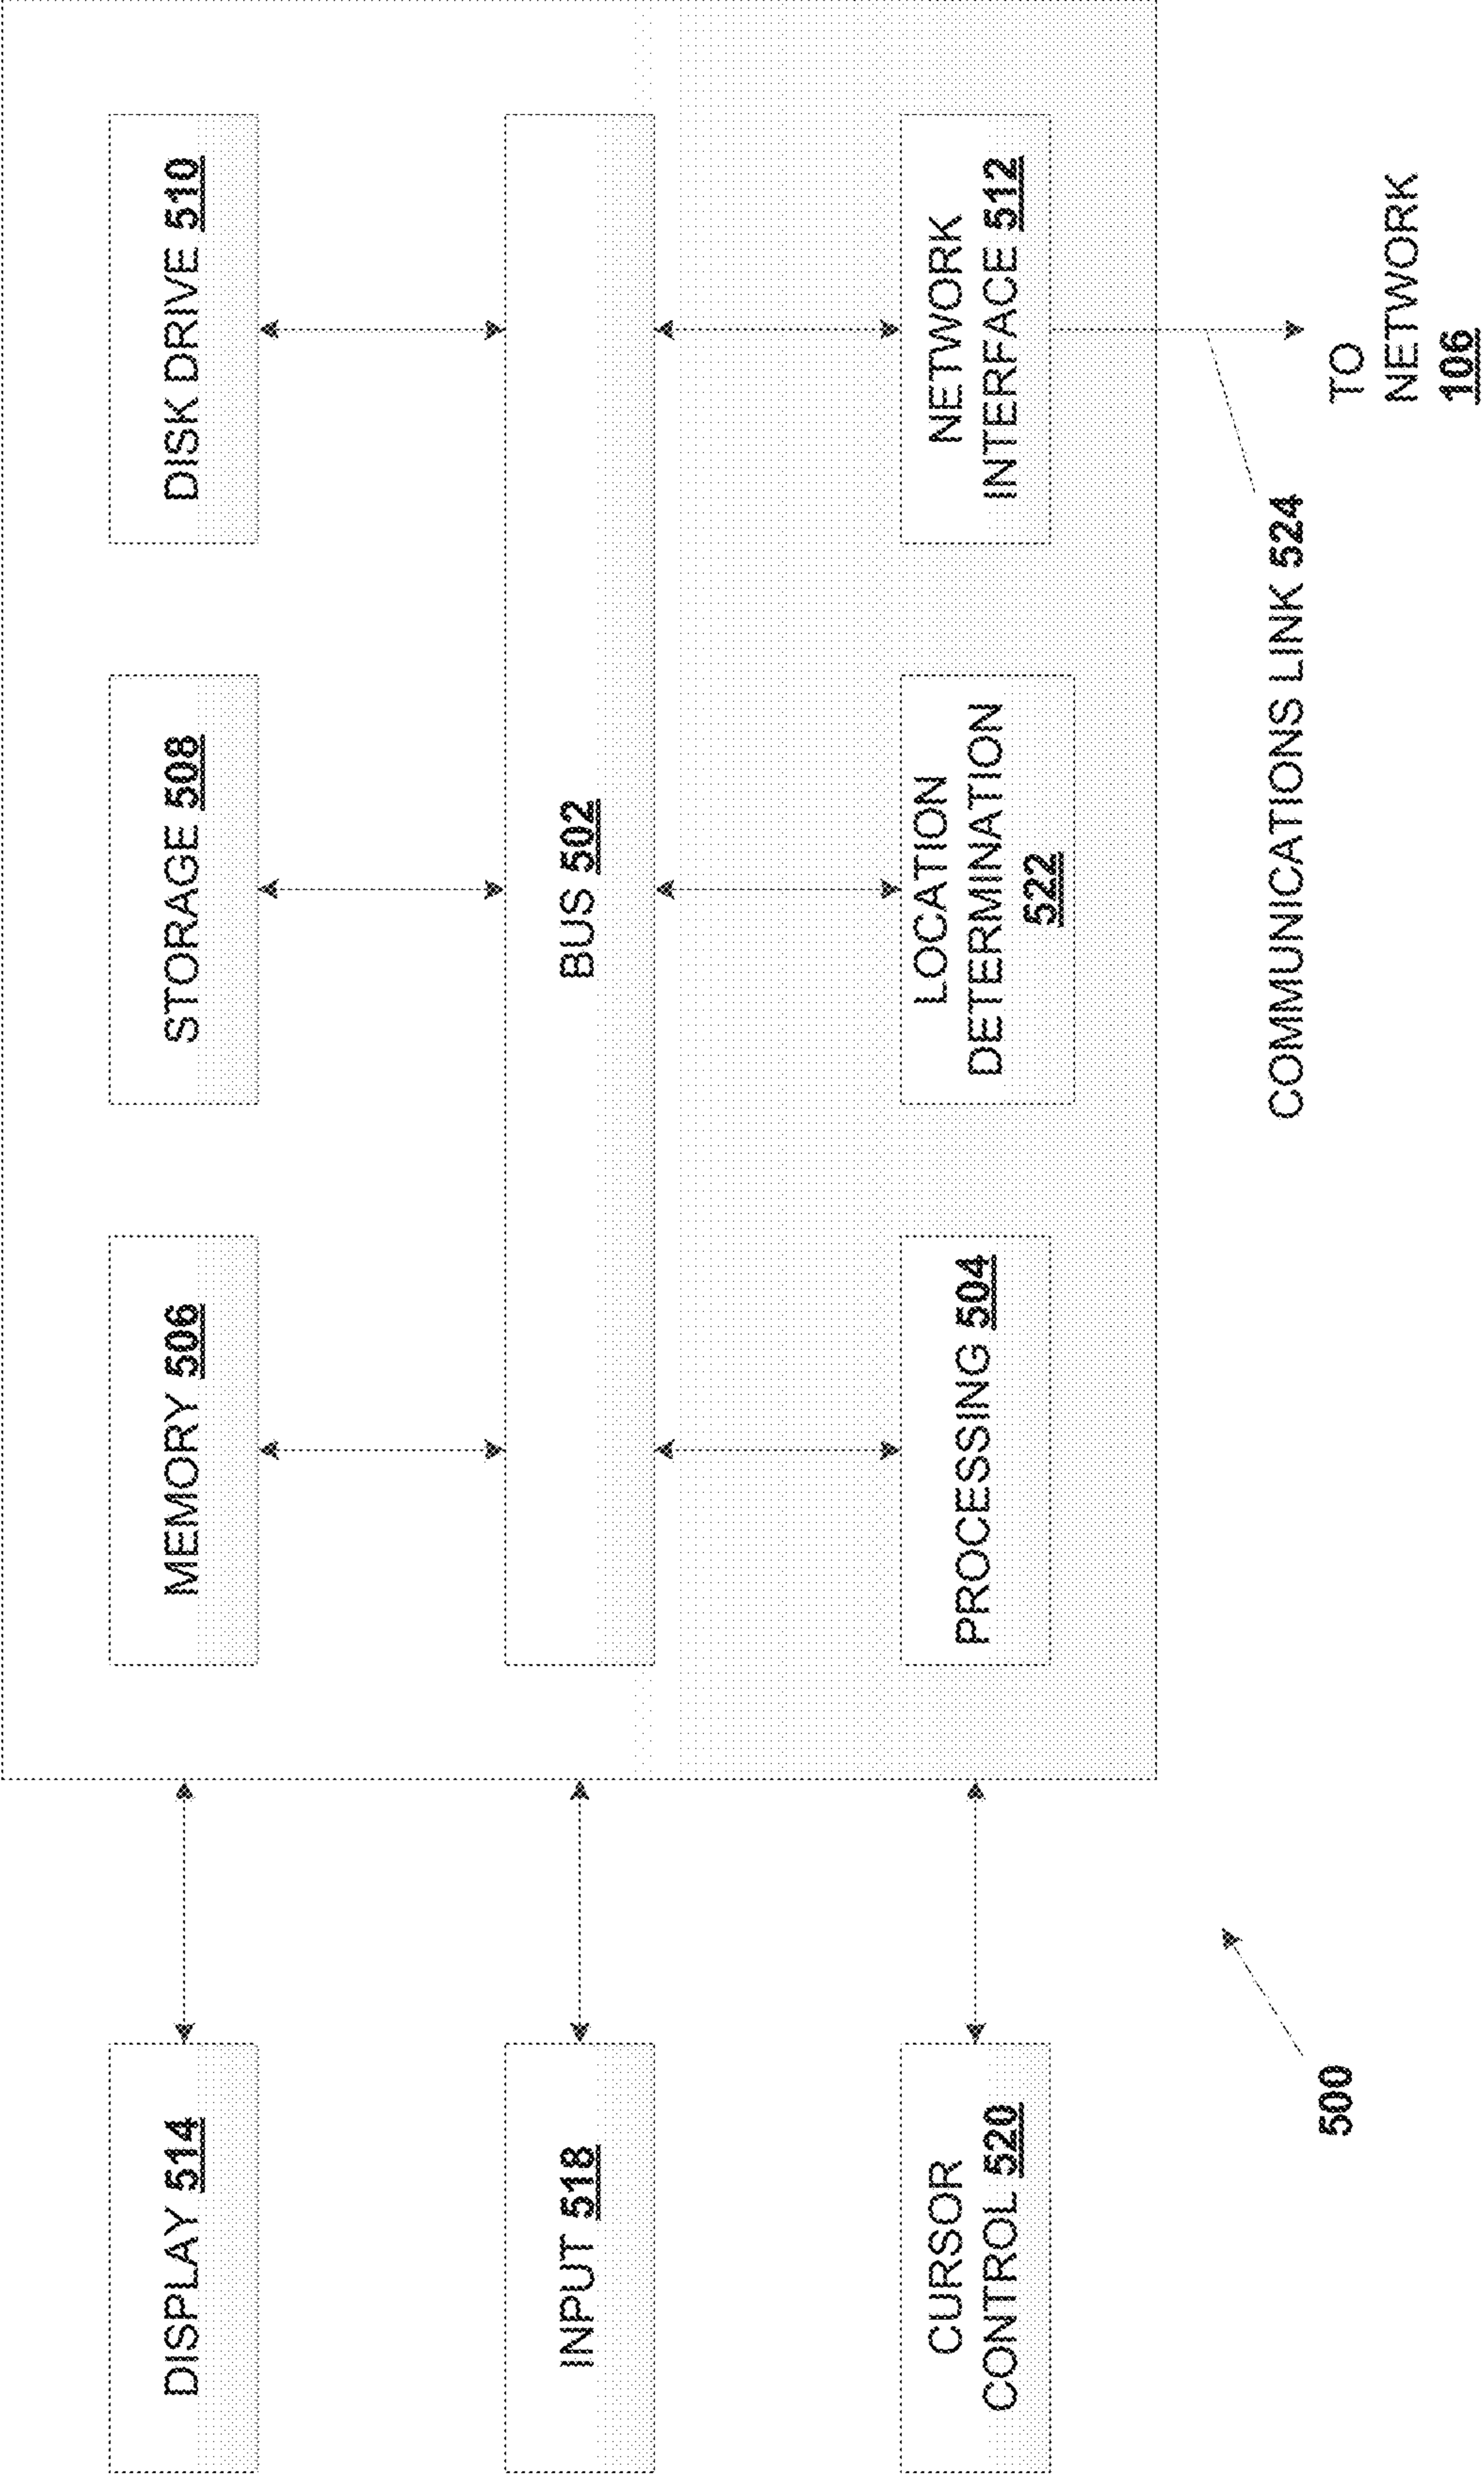 DISPLAY 514
MEMORY 506
STORAGE 508
DISK DRIVE 510
INPUT 518
BUS 502
CURSOR
CONTROL 520
PROCESSING 504
LOCATION
DETERMINATION
522
NETWORK
INTERFACE 512
COMMUNICATIONS LINK 524
500
TO
NETWORK
106